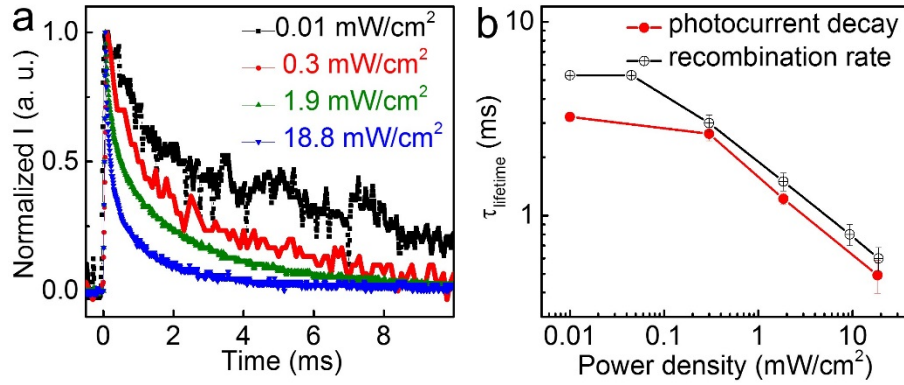 a
0.01 mW/cm²
0.3 mW/cm²
1.9 mW/cm²
18.8 mW/cm²
Normalized I (a. u.)
1.0
0.5
0.0
0 2 4 6 8
Time (ms)
b
photocurrent decay
recombination rate
τlifetime (ms)
10ms
1
0.01 0.1 1 10
Power density (mW/cm²)